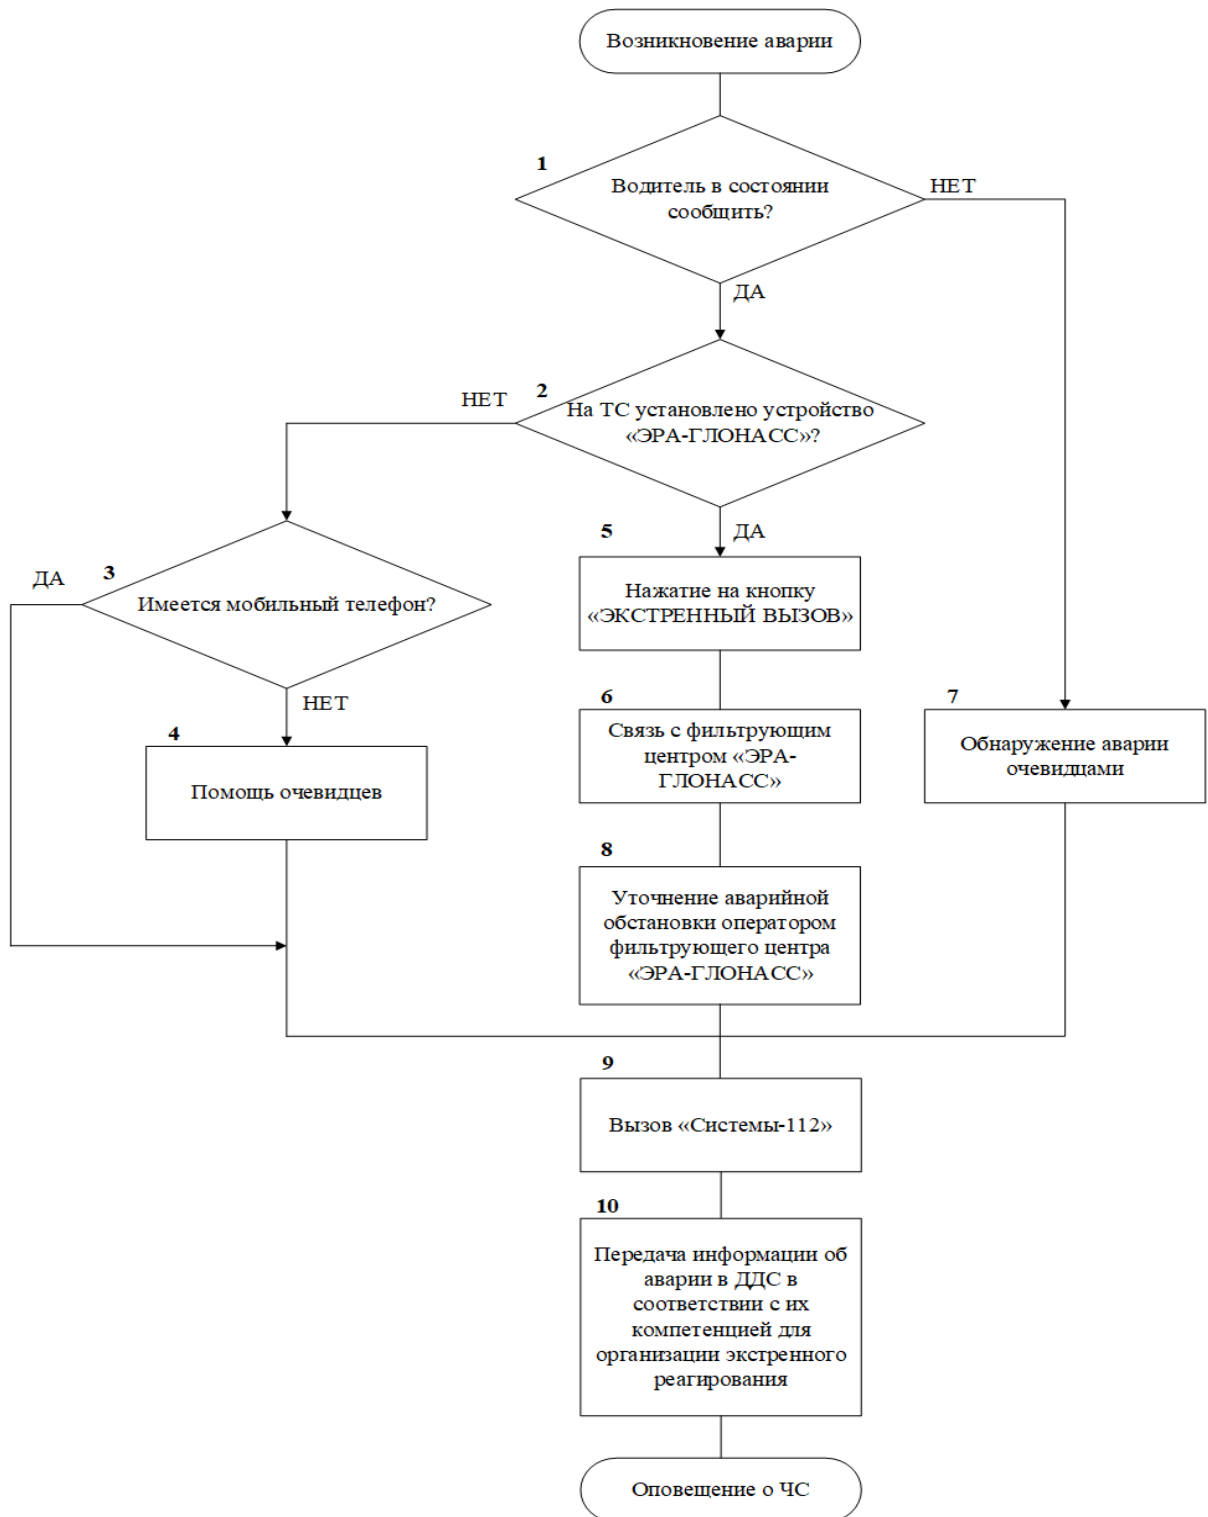 Возникновение аварии
1
Водитель в состоянии
сообщить?
НЕТ
ДА
2
НЕТ
На ТС установлено устройство
«ЭРА-ГЛОНАСС»?
ДА
3
ДА
Имеется мобильный телефон?
НЕТ
4
Помощь очевидцев
5
Нажатие на кнопку
«ЭКСТРЕННЫЙ ВЫЗОВ»
6
Связь с фильтрующим
центром «ЭРА-
ГЛОНАСС»
7
Обнаружение аварии
очевидцами
8
Уточнение аварийной
обстановки оператором
фильтрующего центра
«ЭРА-ГЛОНАСС»
9
Вызов «Системы-112»
10
Передача информации об
аварии в ДДС в
соответствии с их
компетенцией для
организации экстренного
реагирования
Оповещение о ЧС